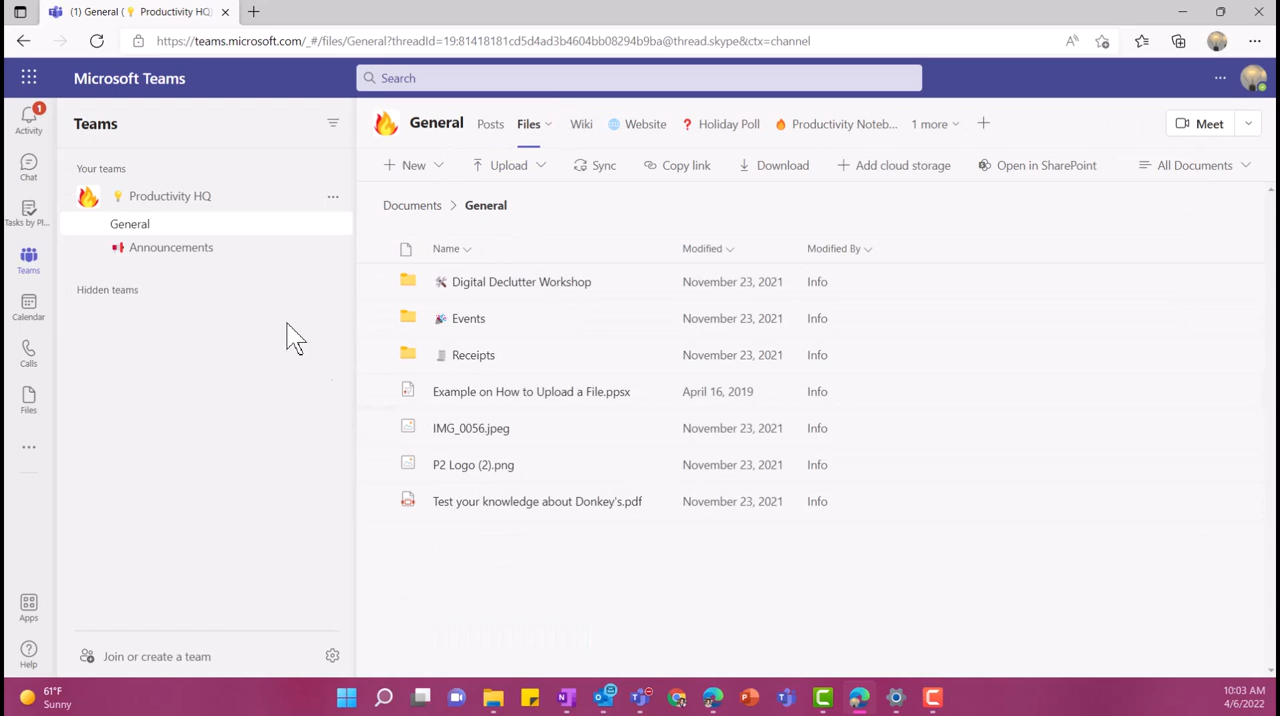 (1) General (💡 Productivity HQ)
https://teams.microsoft.com/_#/files/General?threadId=19:81418181cd5d4ad3b4604bb08294b9ba@thread.skype&ctx=channel
Microsoft Teams
Search
Activity
1
Chat
Tasks by Pl...
Teams
Calendar
Calls
Files
Apps
Help
Teams
Your teams
💡 Productivity HQ
General
📢 Announcements
Hidden teams
Join or create a team
General Posts Files Wiki Website ❓ Holiday Poll Productivity Noteb... 1 more Meet
New Upload Sync Copy link Download Add cloud storage Open in SharePoint All Documents
Documents > General
Name Modified Modified By
🛠 Digital Declutter Workshop November 23, 2021 Info
🎉 Events November 23, 2021 Info
🧾 Receipts November 23, 2021 Info
Example on How to Upload a File.ppsx April 16, 2019 Info
IMG_0056.jpeg November 23, 2021 Info
P2 Logo (2).png November 23, 2021 Info
Test your knowledge about Donkey's.pdf November 23, 2021 Info
61°F
Sunny
10:03 AM
4/6/2022